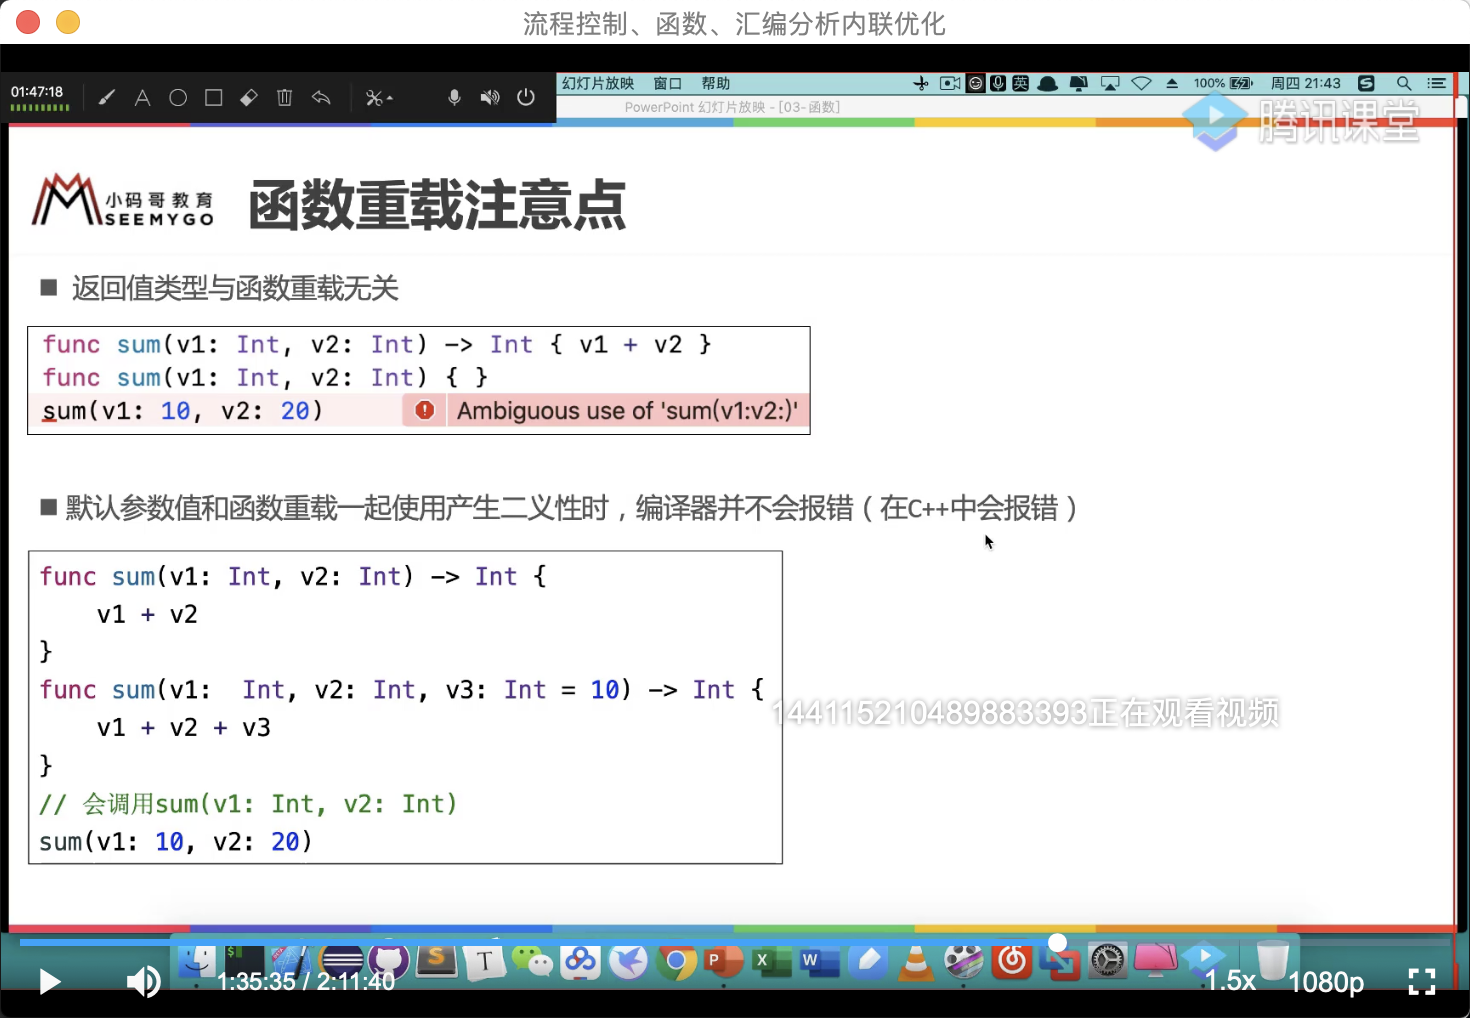 流程控制、函数、汇编分析内联优化
01:47:18
幻灯片放映 窗口 帮助
英
100%
周四 21:43
PowerPoint 幻灯片放映 - [03-函数]
腾讯课堂
小码哥教育
SEEMYGO
函数重载注意点
返回值类型与函数重载无关
func sum(v1: Int, v2: Int) -> Int { v1 + v2 }
func sum(v1: Int, v2: Int) { }
sum(v1: 10, v2: 20)
Ambiguous use of 'sum(v1:v2:)'
默认参数值和函数重载一起使用产生二义性时，编译器并不会报错（在C++中会报错）
func sum(v1: Int, v2: Int) -> Int {
v1 + v2
}
func sum(v1:  Int, v2: Int, v3: Int = 10) -> Int {
v1 + v2 + v3
}
// 会调用sum(v1: Int, v2: Int)
sum(v1: 10, v2: 20)
144115210489883393正在观看视频
1:35:35 / 2:11:40
1.5x
1080p